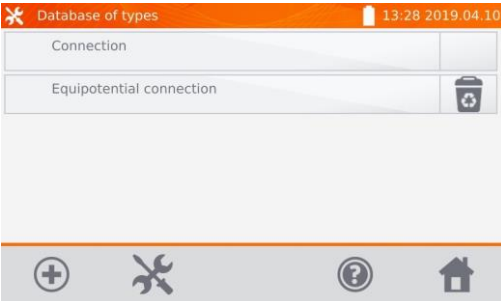 Database of types
13:28 2019.04.10
Connection
Equipotential connection